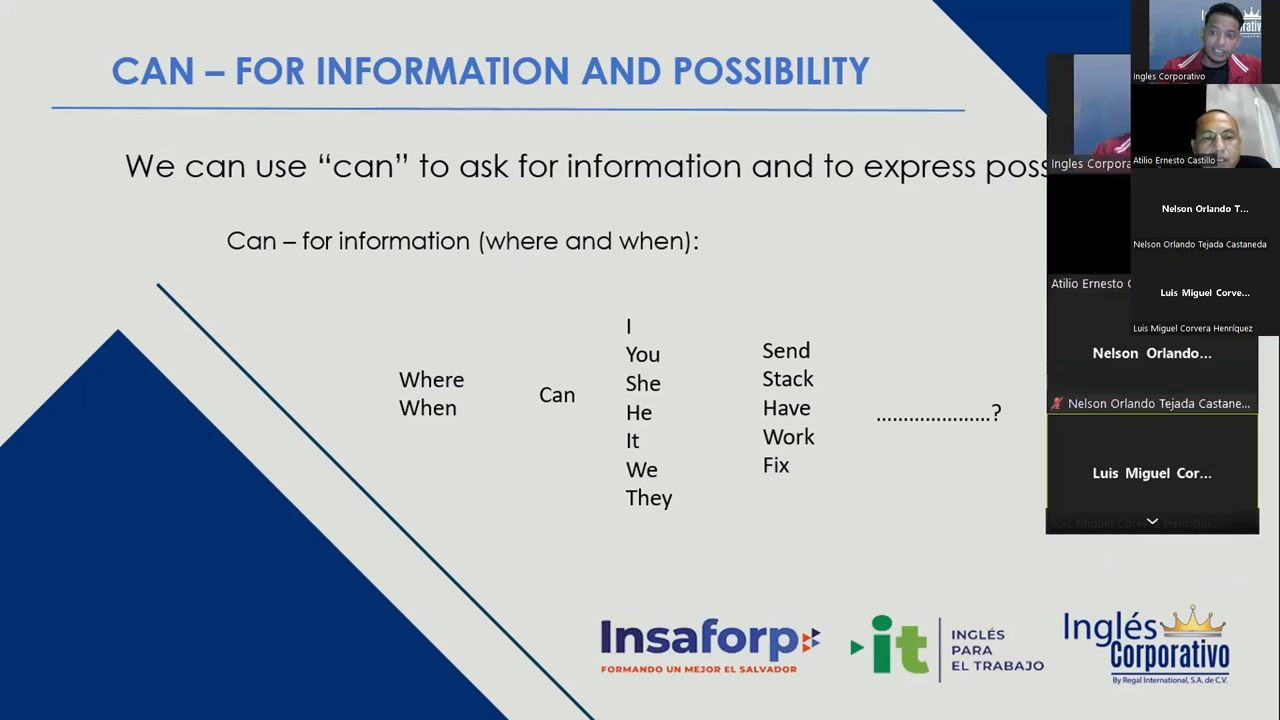 CAN – FOR INFORMATION AND POSSIBILITY
We can use “can” to ask for information and to express
Can – for information (where and when):
Where
When
Can
I
You
She
He
It
We
They
Send
Stack
Have
Work
Fix
.....................?
Insaforp
FORMANDO UN MEJOR EL SALVADOR
it
INGLÉS
PARA
EL TRABAJO
Inglés
Corporativo
By Regal International, S.A. de C.V.
Ingles Corporativo
Atilio Ernesto Castillo
Nelson Orlando T...
Nelson Orlando Tejada Castaneda
Luis Miguel Corve...
Luis Miguel Corvera Henríquez
Ingles
Atilio Ernesto
Nelson Orlando...
Nelson Orlando Tejada Castane...
Luis Miguel Cor...